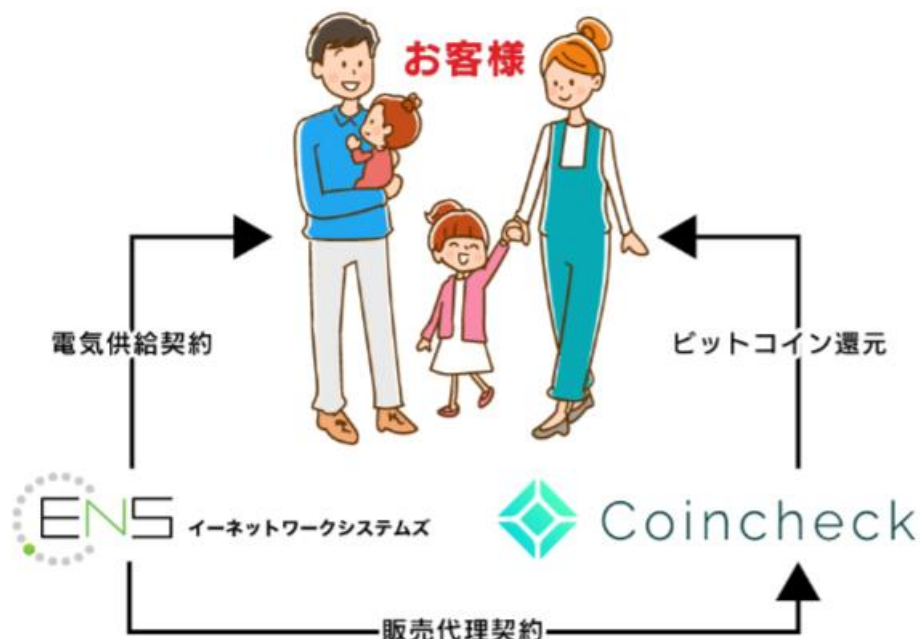 お客様
電気供給契約
ビットコイン還元
ENS イーネットワークシステムズ
Coincheck
販売代理契約